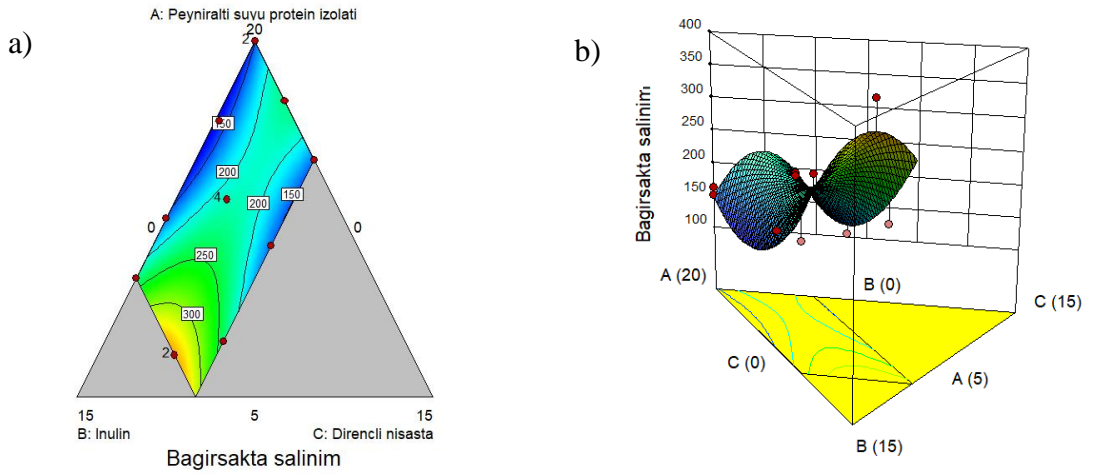 a)
A: Peyniralti suyu protein izolati
20
2
150
200
4
200
150
0
0
250
300
2
15
5
15
B: Inulin
C: Direncli nisasta
Bagirsakta salinim
b)
400
350
300
250
200
150
100
Bagirsakta salinim
A (20)
B (0)
C (15)
C (0)
A (5)
B (15)